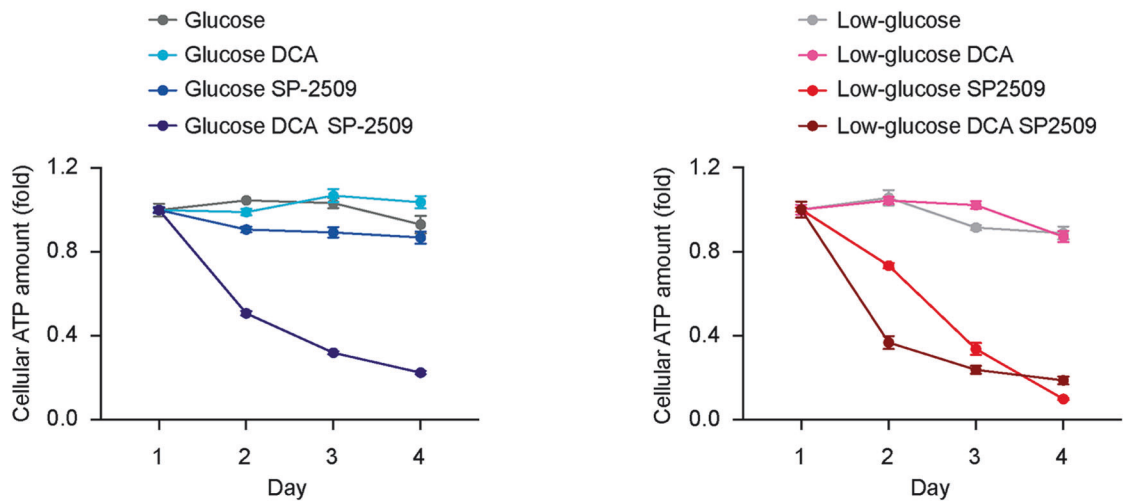 Glucose
Glucose DCA
Glucose SP-2509
Glucose DCA SP-2509
Cellular ATP amount (fold)
1.2
0.8
0.4
0.0
1 2 3 4
Day
Low-glucose
Low-glucose DCA
Low-glucose SP2509
Low-glucose DCA SP2509
Cellular ATP amount (fold)
1.2
0.8
0.4
0.0
1 2 3 4
Day